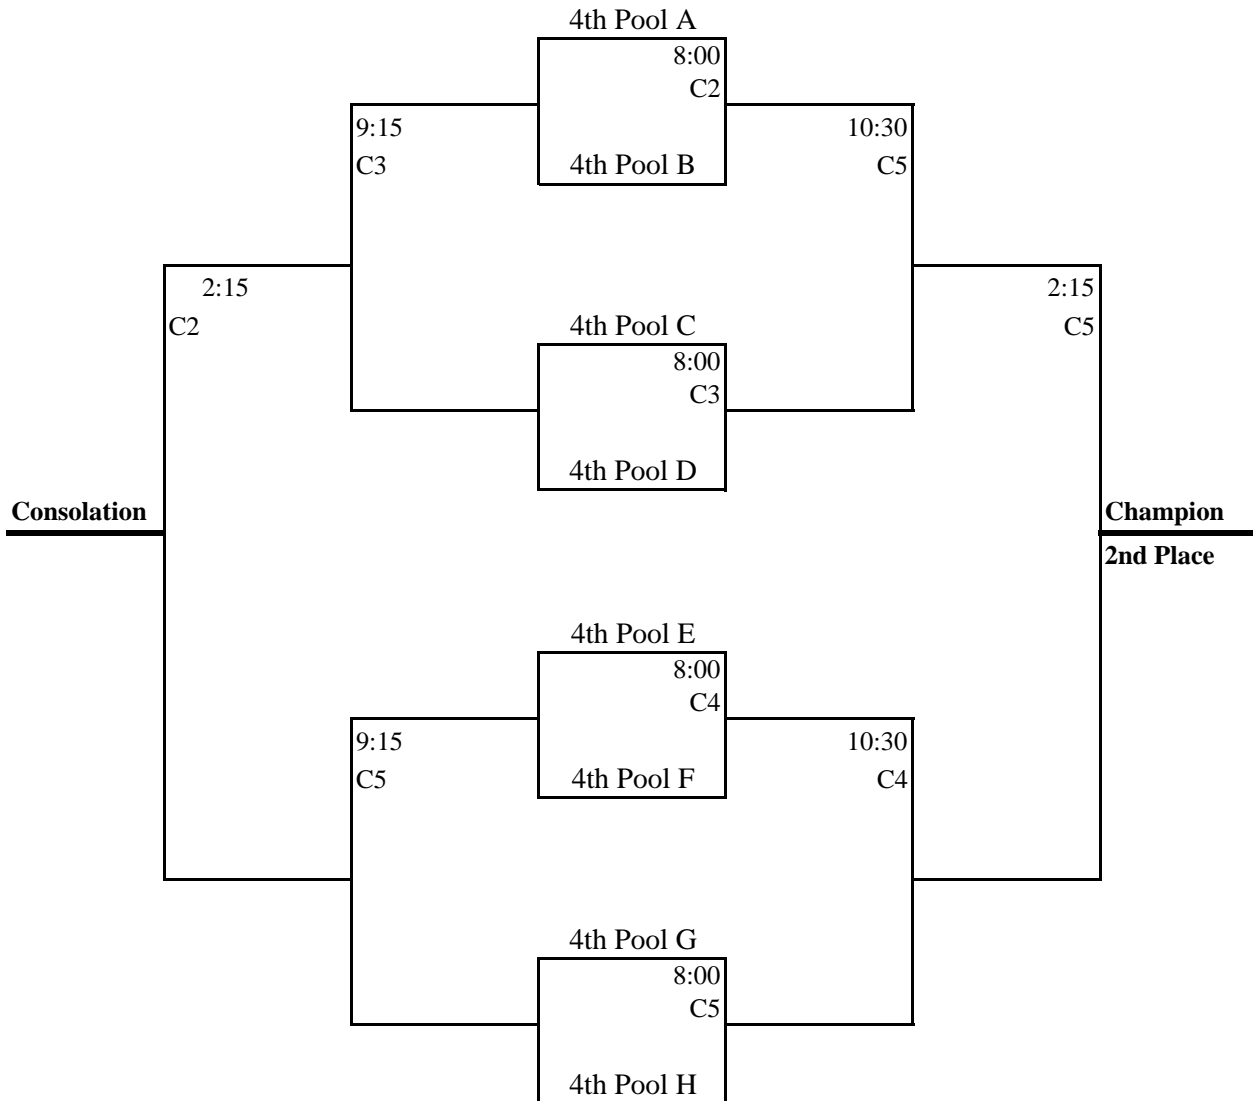 4th Pool A
8:00
C2
9:15
10:30
C3
4th Pool B
C5
2:15
2:15
C2
4th Pool C
C5
8:00
C3
4th Pool D
Consolation
Champion
2nd Place
4th Pool E
8:00
C4
9:15
10:30
C5
4th Pool F
C4
4th Pool G
8:00
C5
4th Pool H